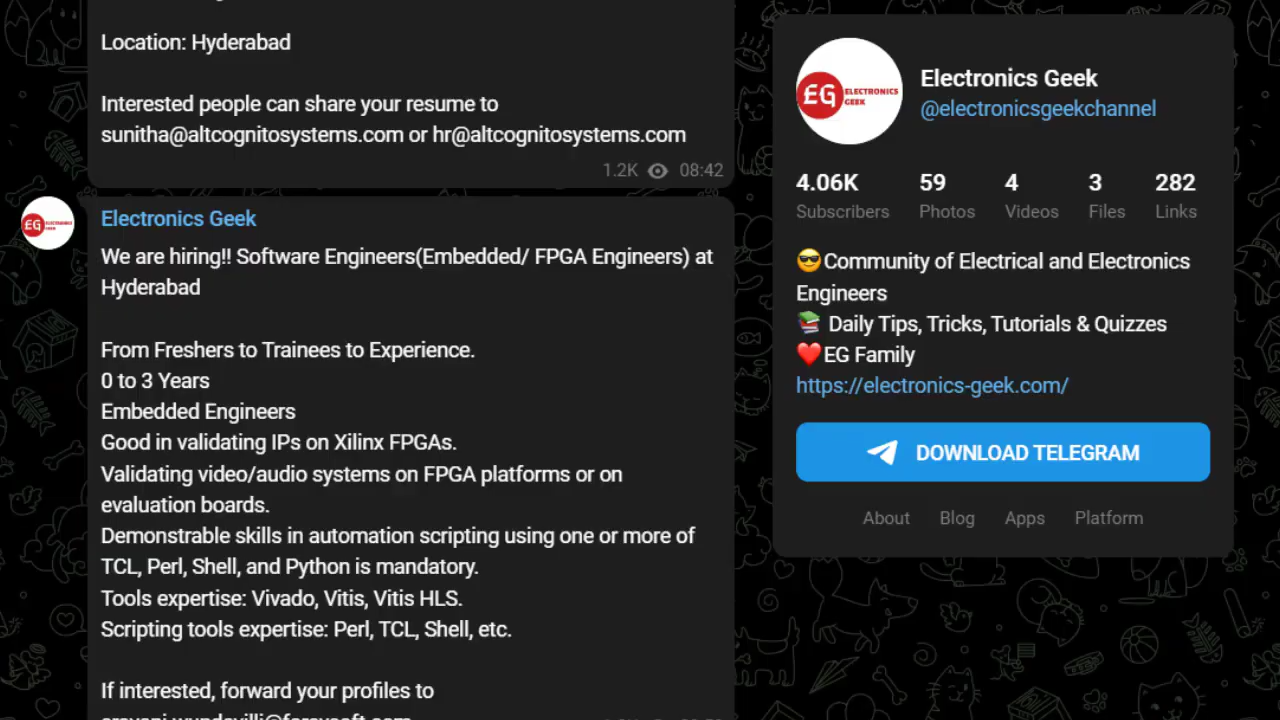 Location: Hyderabad
Interested people can share your resume to
sunitha@altcognitosystems.com or hr@altcognitosystems.com
1.2K 08:42
EG ELECTRONICS GEEK
Electronics Geek
We are hiring!! Software Engineers(Embedded/ FPGA Engineers) at
Hyderabad
From Freshers to Trainees to Experience.
0 to 3 Years
Embedded Engineers
Good in validating IPs on Xilinx FPGAs.
Validating video/audio systems on FPGA platforms or on
evaluation boards.
Demonstrable skills in automation scripting using one or more of
TCL, Perl, Shell, and Python is mandatory.
Tools expertise: Vivado, Vitis, Vitis HLS.
Scripting tools expertise: Perl, TCL, Shell, etc.
If interested, forward your profiles to
EG ELECTRONICS
GEEK
Electronics Geek
@electronicsgeekchannel
4.06K 59 4 3 282
Subscribers Photos Videos Files Links
😎Community of Electrical and Electronics
Engineers
📚 Daily Tips, Tricks, Tutorials & Quizzes
❤️EG Family
https://electronics-geek.com/
DOWNLOAD TELEGRAM
About Blog Apps Platform